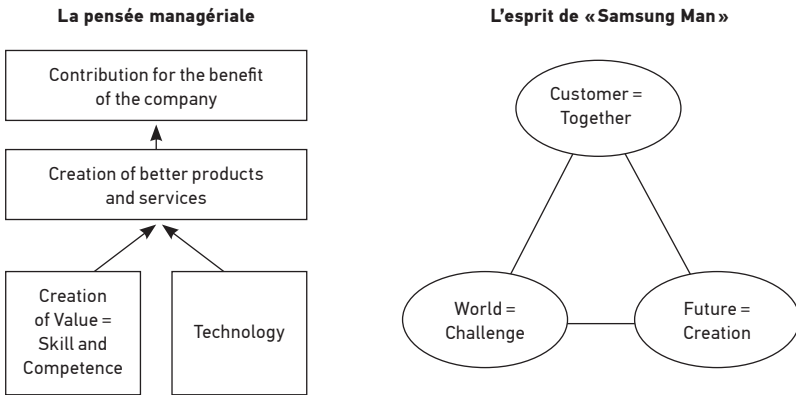 La pensée managériale
Contribution for the benefit
of the company
Creation of better products
and services
Creation
of Value =
Skill and
Competence
Technology
L'esprit de « Samsung Man »
Customer =
Together
World =
Challenge
Future =
Creation